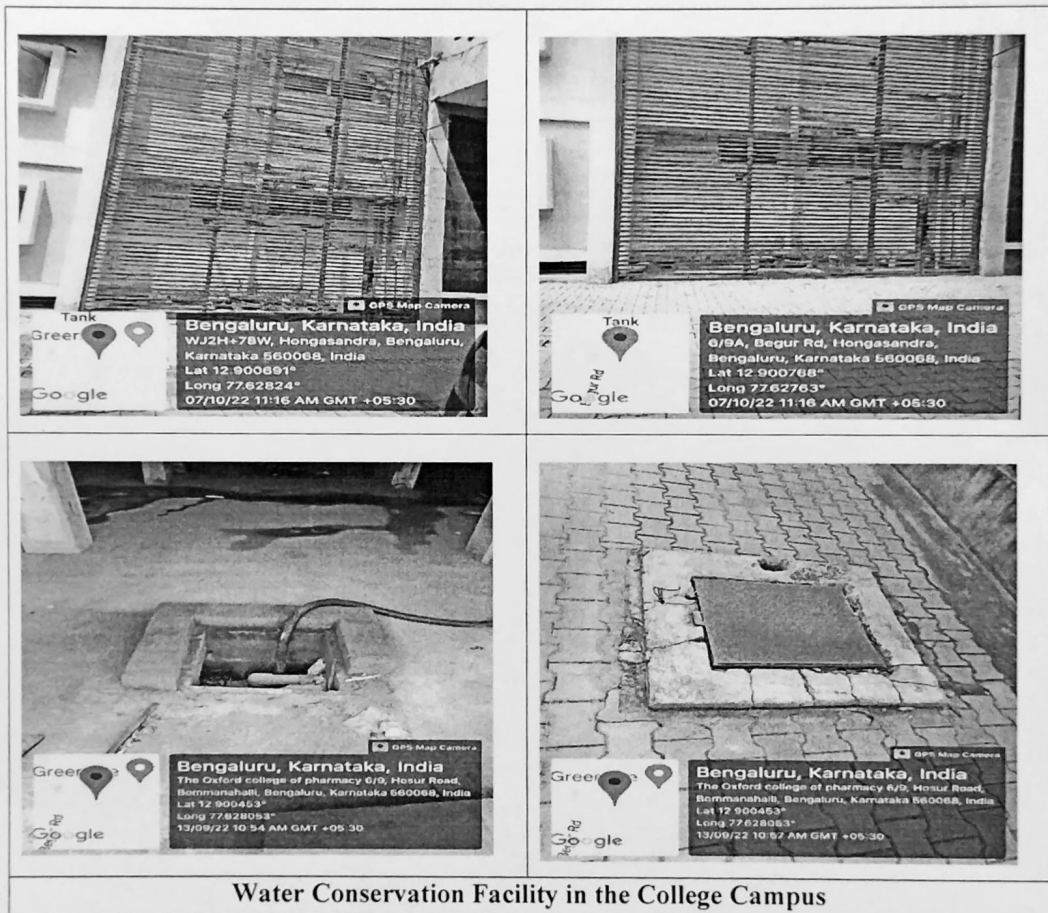 GPS Map Camera
Tank
Greer
Google
Bengaluru, Karnataka, India
WJ2H+78W, Hongasandra, Bengaluru,
Karnataka 560068, India
Lat 12.900691°
Long 77.62824°
07/10/22 11:16 AM GMT +05:30
GPS Map Camera
Tank
Rd
Google
Bengaluru, Karnataka, India
6/9A, Begur Rd, Hongasandra,
Bengaluru, Karnataka 560068, India
Lat 12.900768°
Long 77.62763°
07/10/22 11:16 AM GMT +05:30
GPS Map Camera
Gree
Rd
Google
Bengaluru, Karnataka, India
The Oxford college of pharmacy 6/9, Hosur Road,
Bommanahalli, Bengaluru, Karnataka 560068, India
Lat 12.900453°
Long 77.628053°
13/09/22 10:54 AM GMT +05:30
GPS Map Camera
Gree
Rd
Google
Bengaluru, Karnataka, India
The Oxford college of pharmacy 6/9, Hosur Road,
Bommanahalli, Bengaluru, Karnataka 560068, India
Lat 12.900453°
Long 77.628053°
13/09/22 10:57 AM GMT +05:30
Water Conservation Facility in the College Campus